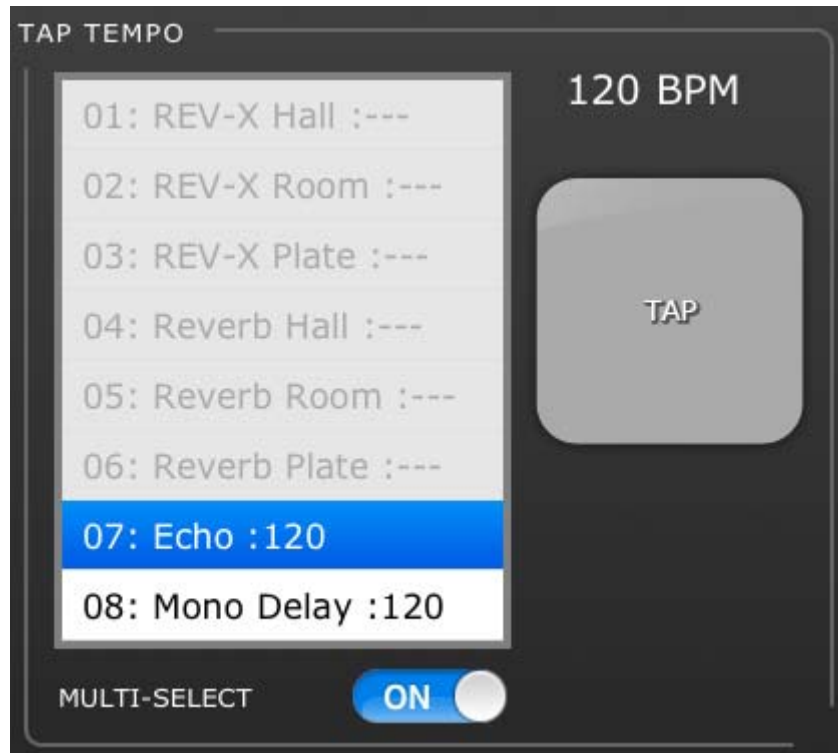 TAP TEMPO
120 BPM
01: REV-X Hall :---
02: REV-X Room :---
03: REV-X Plate :---
04: Reverb Hall :---
05: Reverb Room :---
06: Reverb Plate :---
07: Echo :120
08: Mono Delay :120
TAP
MULTI-SELECT
ON